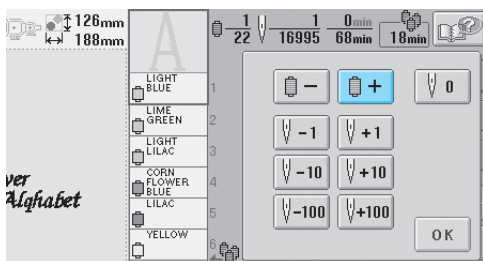 126mm
188mm
1
22
1
16995
0min
68min
18min
A
LIGHT
BLUE
1
LIME
GREEN
2
LIGHT
LILAC
3
CORN
FLOWER
BLUE
4
LILAC
5
YELLOW
6
ver
Alghabet
−
+
0
−1
+1
−10
+10
−100
+100
OK